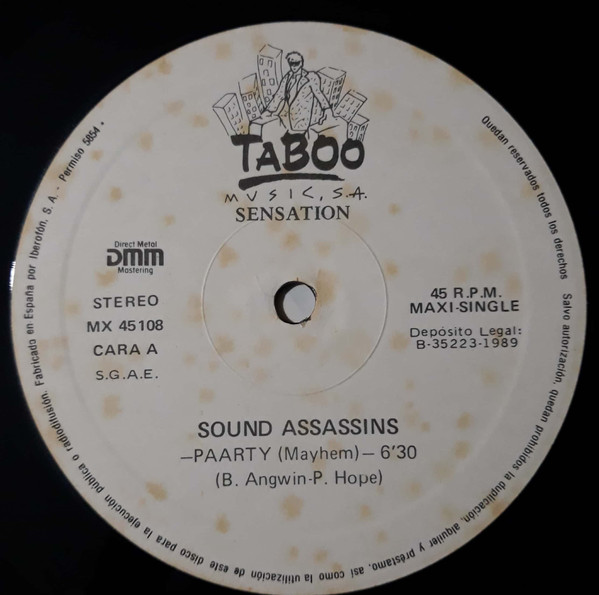 TABOO
MUSIC, S.A.
SENSATION
Direct Metal
DMM
Mastering
STEREO
MX 45108
CARA A
S.G.A.E.
45 R.P.M.
MAXI-SINGLE
Depósito Legal:
B-35223-1989
SOUND ASSASSINS
—PAARTY (Mayhem)— 6'30
(B. Angwin-P. Hope)
Quedan reservados todos los derechos Salvo autorización, quedan prohibidos la duplicación, alquiler y préstamo, así como la utilización de este disco para la ejecución pública o radiodifusión. Fabricado en España por Iberofón, S. A. - Permiso 5854 •